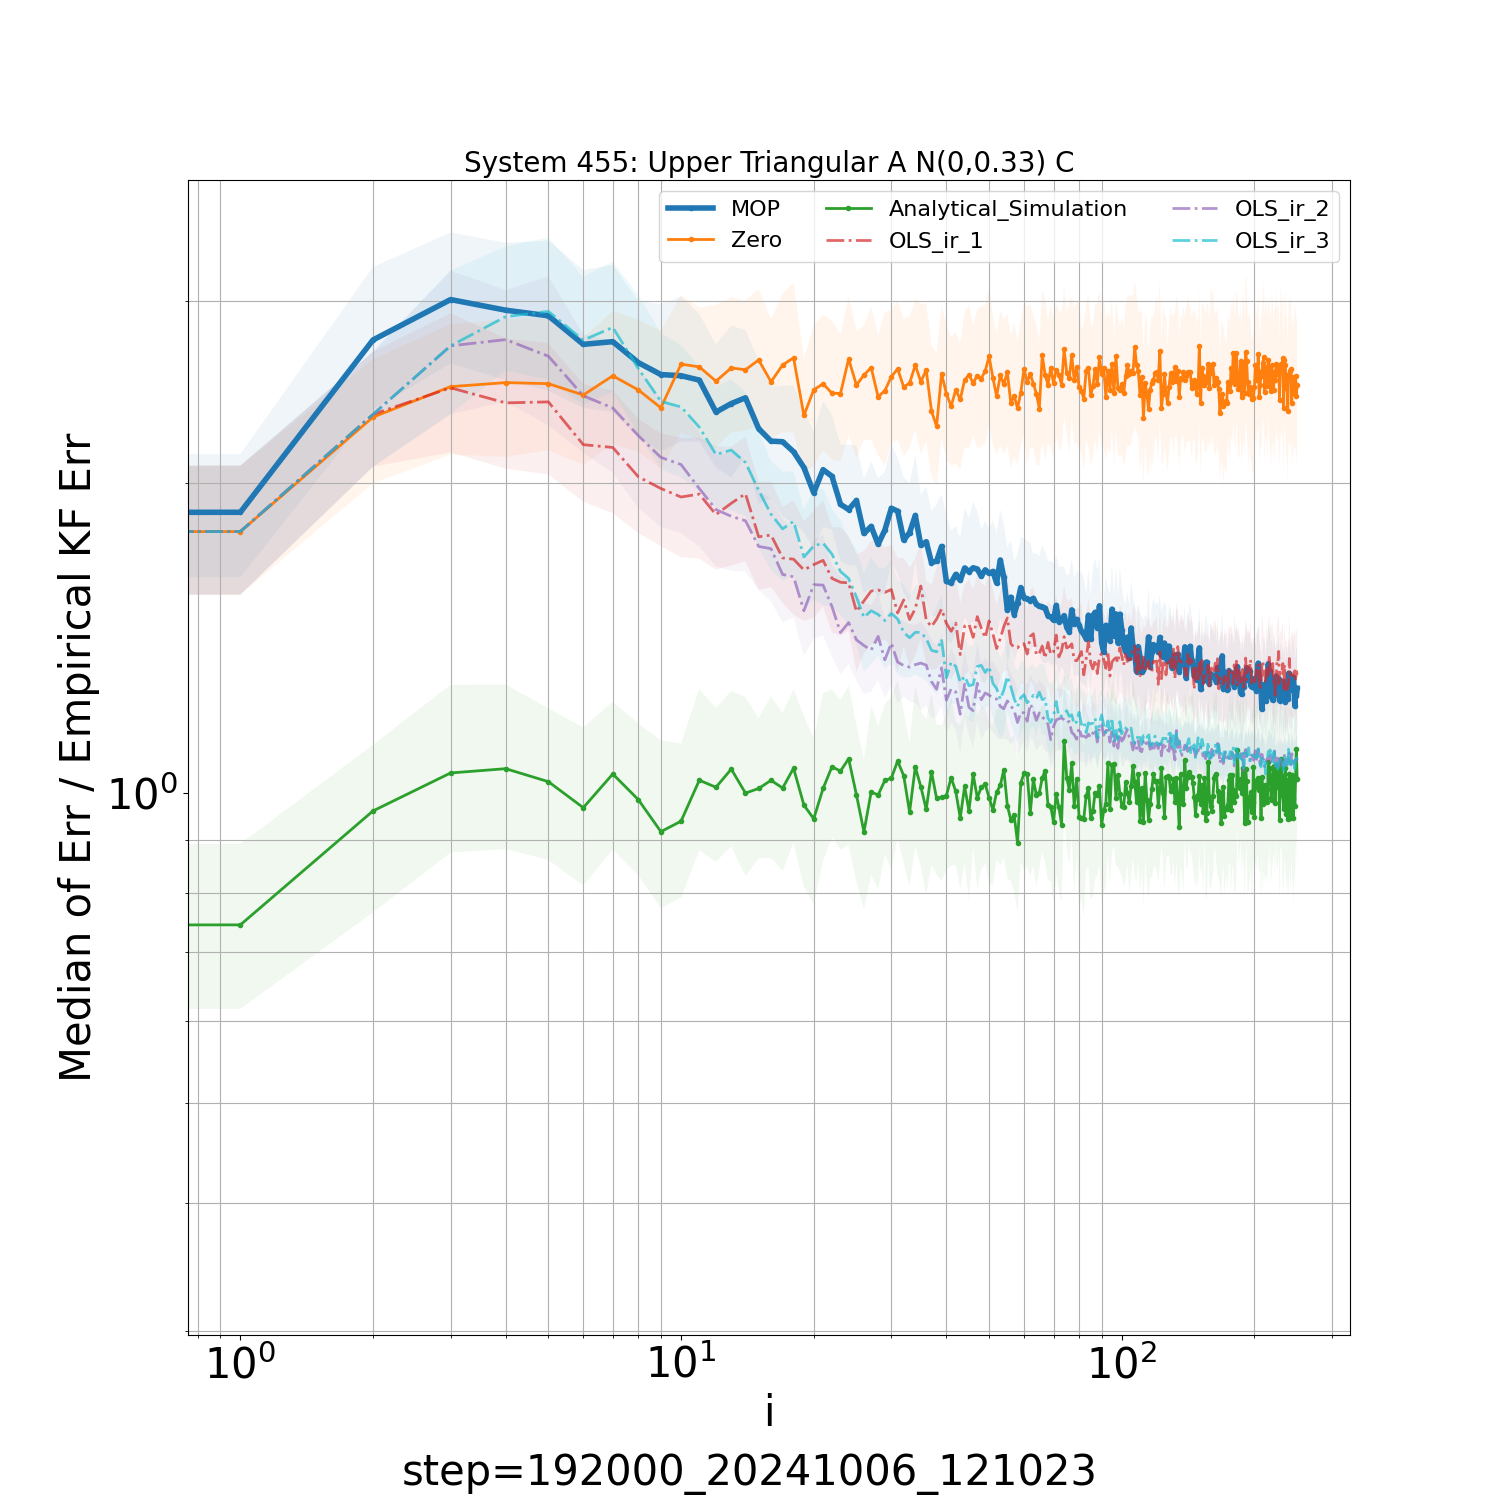 System 455: Upper Triangular A N(0,0.33) C
MOP
Zero
Analytical_Simulation
OLS_ir_1
OLS_ir_2
OLS_ir_3
Median of Err / Empirical KF Err
10⁰
10⁰
10¹
10²
i
step=192000_20241006_121023